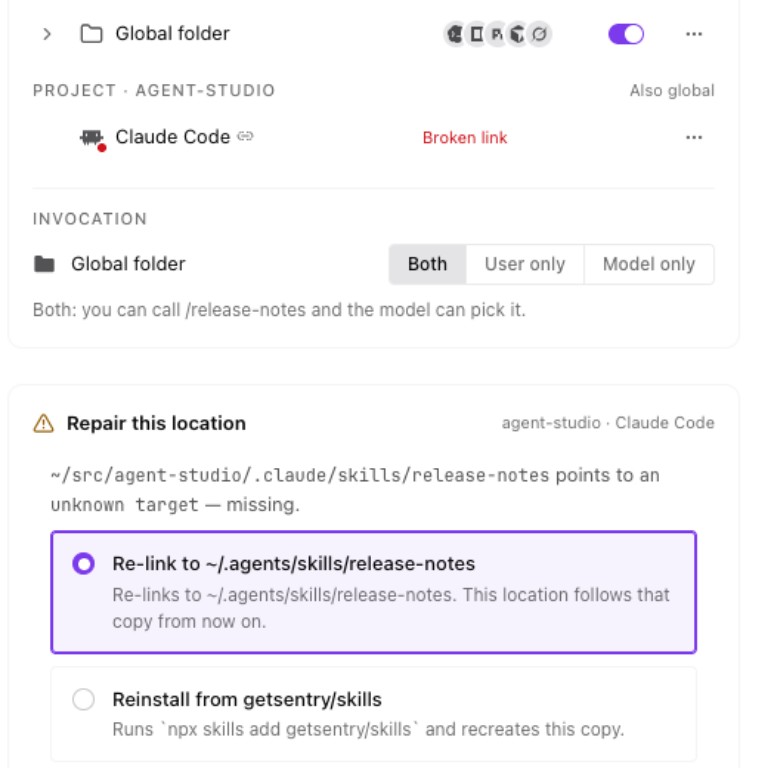 Global folder
PROJECT · AGENT-STUDIO Also global
Claude Code Broken link
INVOCATION
Global folder Both User only Model only
Both: you can call /release-notes and the model can pick it.
Repair this location agent-studio · Claude Code
~/src/agent-studio/.claude/skills/release-notes points to an
unknown target — missing.
Re-link to ~/.agents/skills/release-notes
Re-links to ~/.agents/skills/release-notes. This location follows that
copy from now on.
Reinstall from getsentry/skills
Runs `npx skills add getsentry/skills` and recreates this copy.